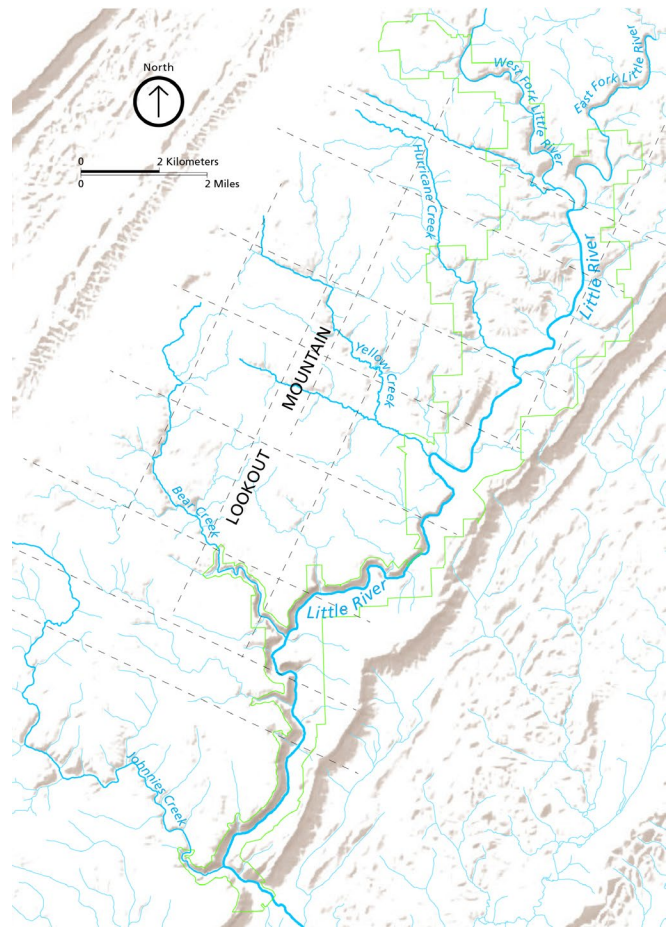 West Fork Little River
East Fork Little River
North
0 2 Kilometers
0 2 Miles
Hurricane Creek
Little River
Yellow Creek
MOUNTAIN
LOOKOUT
Bear Creek
Little River
Johnnies Creek